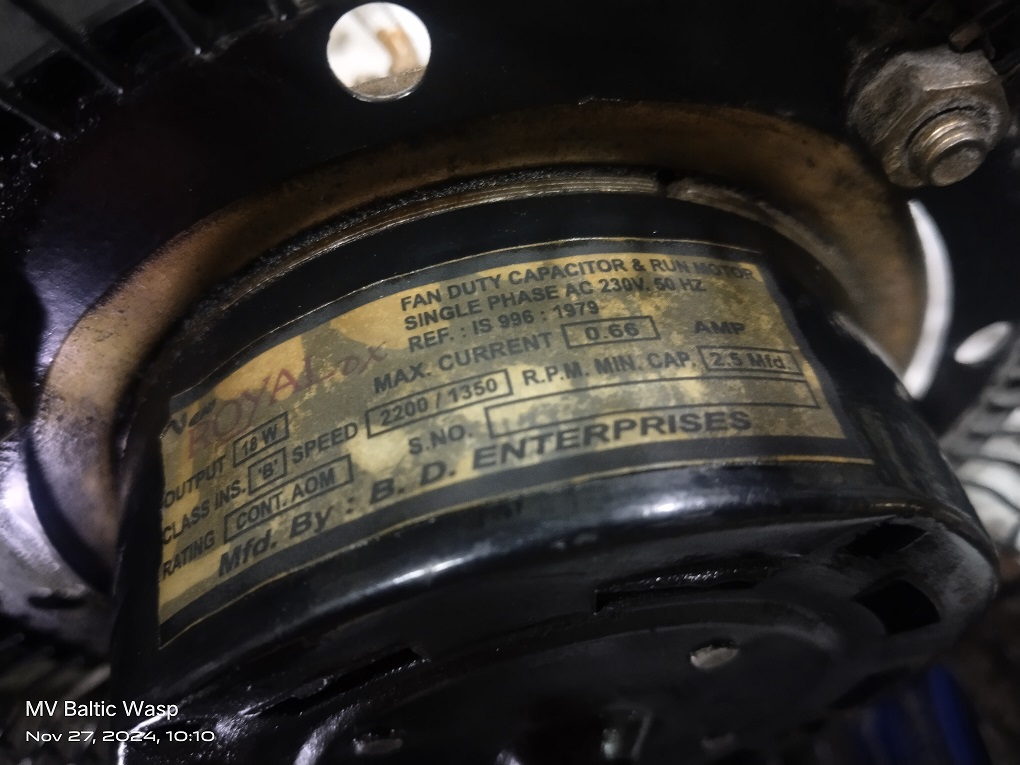 FAN DUTY CAPACITOR & RUN MOTOR
SINGLE PHASE AC 230V. 50 HZ
REF. : IS 996 : 1979
New ROYAL DX
MAX. CURRENT 0.66 AMP
OUTPUT 18 W SPEED 2200 / 1350 R.P.M. MIN. CAP. 2.5 Mfd.
CLASS INS. 'B' S.NO.
RATING CONT. AOM
Mfd. By : B. D. ENTERPRISES
MV Baltic Wasp
Nov 27, 2024, 10:10